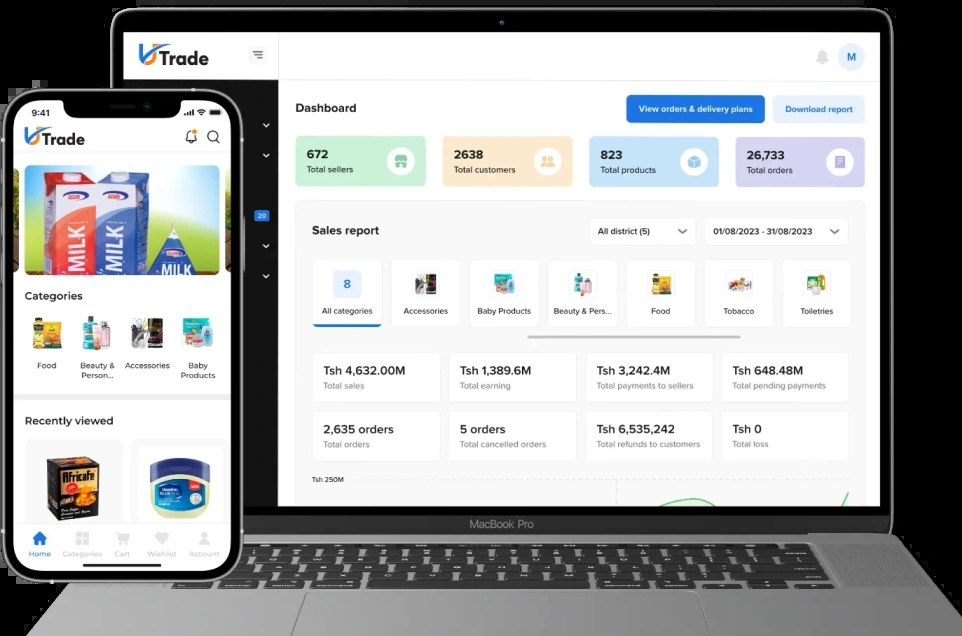 UTrade
M
Dashboard
View orders & delivery plans
Download report
672
Total sellers
2638
Total customers
823
Total products
26,733
Total orders
20
Sales report
All district (5)
01/08/2023 - 31/08/2023
8
All categories
Accessories
Baby Products
Beauty & Pers...
Food
Tobacco
Toiletries
Tsh 4,632.00M
Total sales
Tsh 1,389.6M
Total earning
Tsh 3,242.4M
Total payments to sellers
Tsh 648.48M
Total pending payments
2,635 orders
Total orders
5 orders
Total cancelled orders
Tsh 6,535,242
Total refunds to customers
Tsh 0
Total loss
Tsh 250M
MacBook Pro
9:41
UTrade
MILK
MILK
MILK
Categories
Food
Beauty &
Person...
Accessories
Baby
Products
Recently viewed
Africafe
Vaseline
Home
Categories
Cart
Wishlist
Account